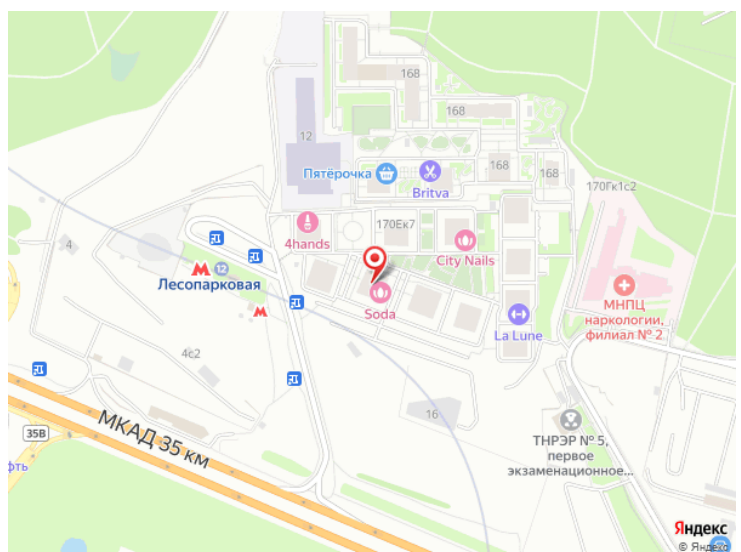 168
168
12
Пятёрочка
Britva
168
168
170Гк1с2
4hands
170Ек7
City Nails
4
12
Лесопарковая
Soda
La Lune
МНПЦ
наркологии,
филиал № 2
4с2
16
МКАД 35 км
35В
фть
ТНРЭР № 5,
первое
экзаменационное...
Яндекс
© Яндекс